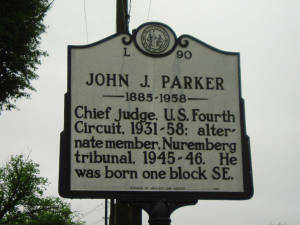 L 90
JOHN J. PARKER
1885-1958
Chief judge, U.S. Fourth
Circuit, 1931-58; alter-
nate member, Nuremberg
tribunal, 1945-46. He
was born one block SE.